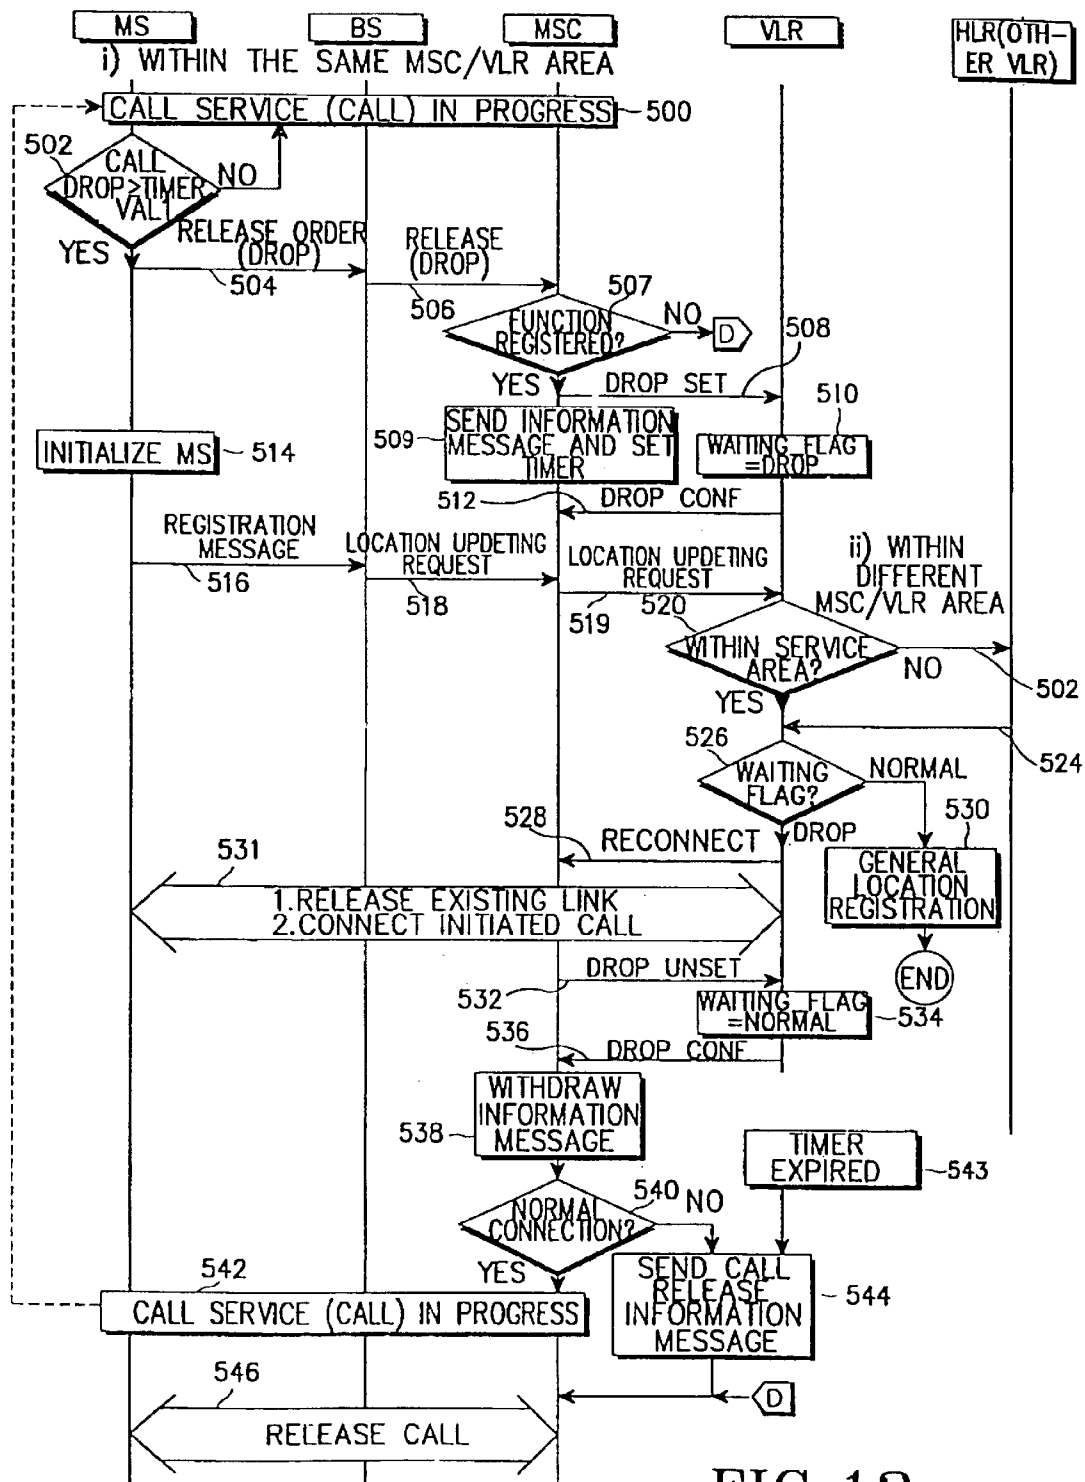 MS
BS
MSC
VLR
HLR(OTH-
ER VLR)
i) WITHIN THE SAME MSC/VLR AREA
CALL SERVICE (CALL) IN PROGRESS
500
502
CALL
DROP>TIMER
VAL1
NO
YES
RELEASE ORDER
(DROP)
504
RELEASE
(DROP)
506
507
FUNCTION
REGISTERED?
NO
D
508
YES
DROP SET
510
509
SEND INFORMATION
MESSAGE AND SET
TIMER
WAITING_FLAG
=DROP
INITIALIZE MS
514
512
DROP CONF
REGISTRATION
MESSAGE
516
LOCATION UPDETING
REQUEST
518
LOCATION UPDETING
REQUEST
519
ii) WITHIN
DIFFERENT
MSC/VLR AREA
520
WITHIN SERVICE
AREA?
NO
502
YES
524
526
WAITING
FLAG?
NORMAL
530
528
RECONNECT
DROP
GENERAL
LOCATION
REGISTRATION
531
1.RELEASE EXISTING LINK
2.CONNECT INITIATED CALL
END
DROP UNSET
532
WAITING_FLAG
=NORMAL
534
536
DROP CONF
WITHDRAW
INFORMATION
MESSAGE
538
TIMER
EXPIRED
543
540
NORMAL
CONNECTION?
NO
YES
542
CALL SERVICE (CALL) IN PROGRESS
SEND CALL
RELEASE
INFORMATION
MESSAGE
544
D
546
RELEASE CALL